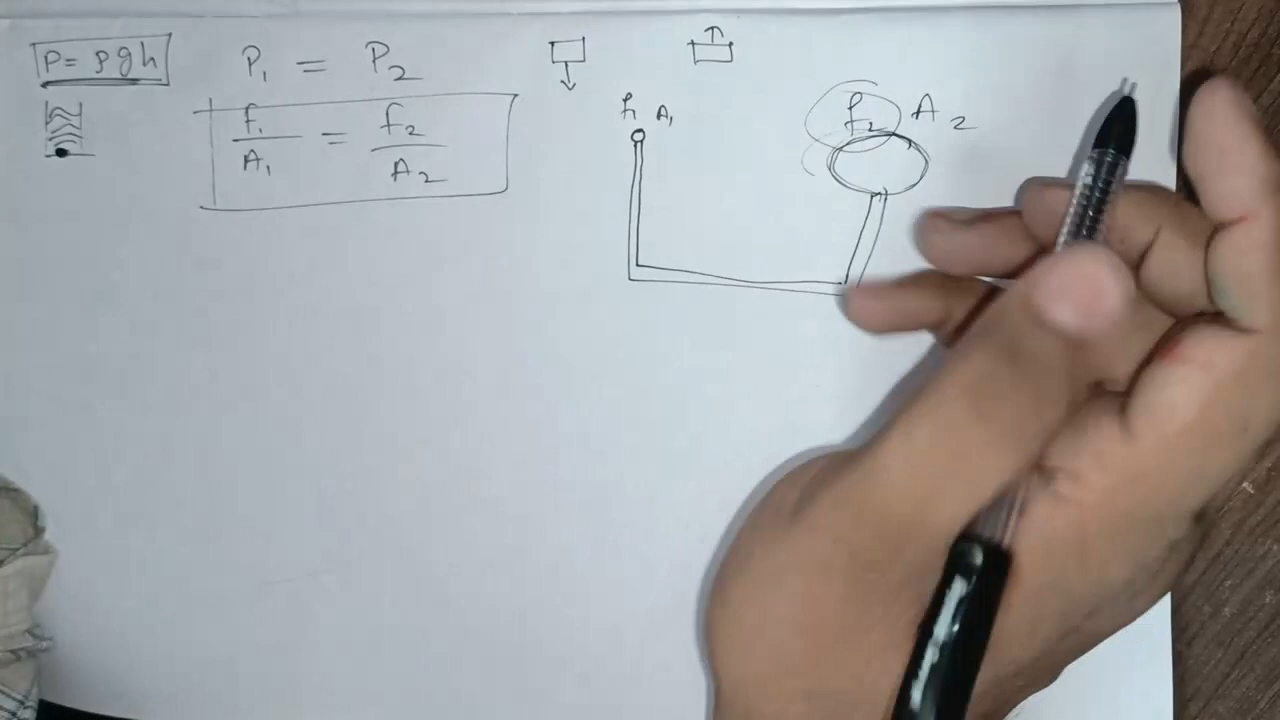 P = ρgh
P₁ = P₂
f₁/A₁ = f₂/A₂
f₁ A₁
f₂ A₂